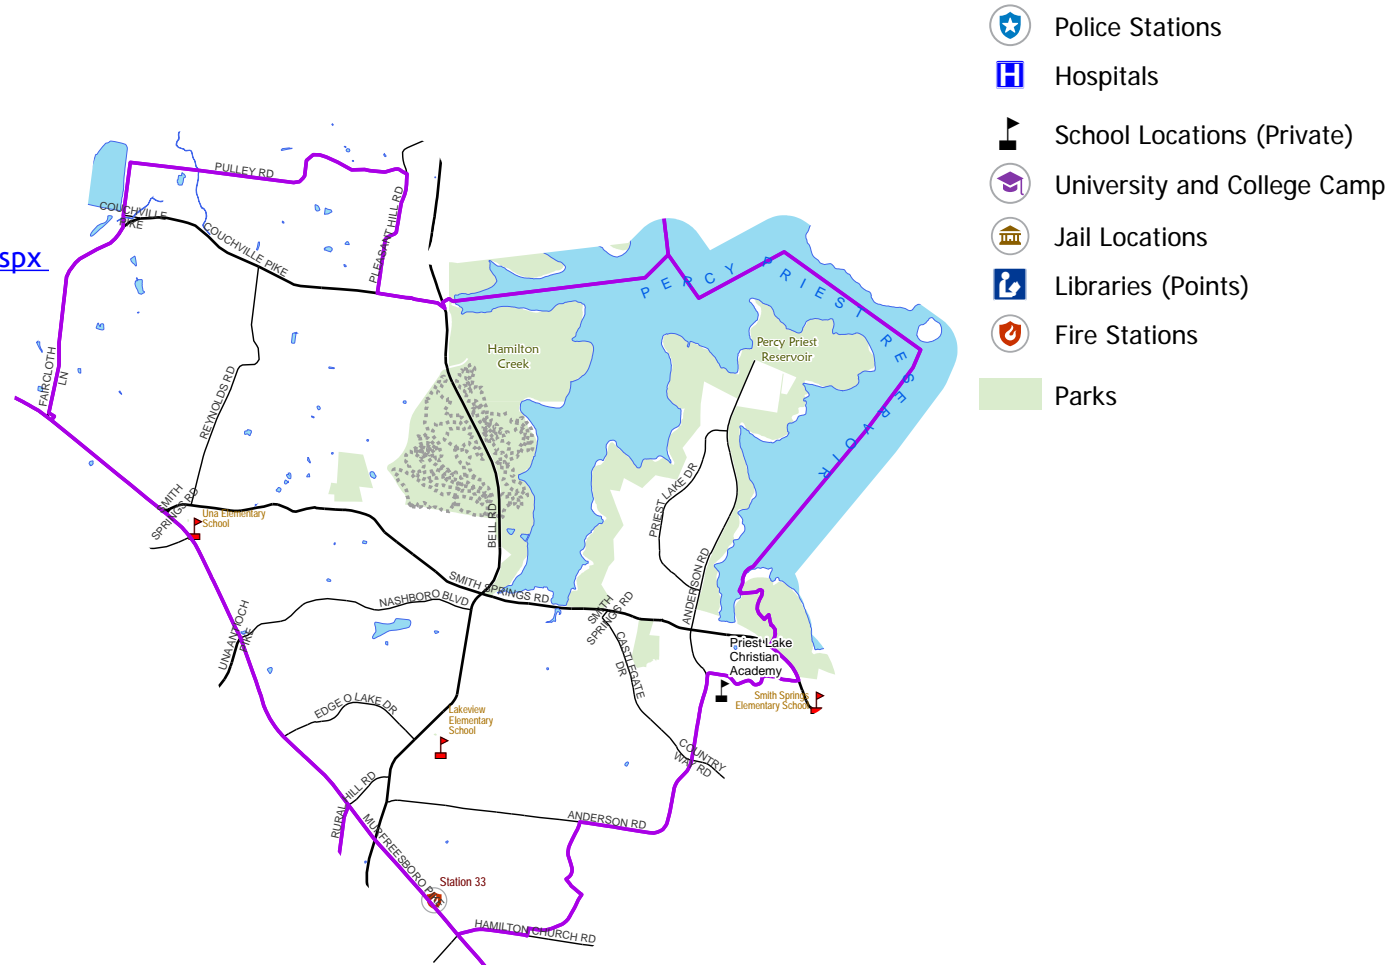 Police Stations
Hospitals
School Locations (Private)
University and College Camp
Jail Locations
Libraries (Points)
Fire Stations
Parks
spx
PULLEY RD
COUCHVILLE
PIKE
COUCHVILLE PIKE
PLEASANT HILL RD
PERCY PRIEST RESERVOIR
Hamilton
Creek
Percy Priest
Reservoir
FAIRCLOTH
LN
REYNOLDS RD
SMITH
SPRINGS RD
Una Elementary
School
BELL RD
PRIEST LAKE DR
ANDERSON RD
SMITH SPRINGS RD
NASHBORO BLVD
SMITH
SPRINGS RD
CASTLEGATE
DR
UNA ANTIOCH
PIKE
Priest Lake
Christian
Academy
Smith Springs
Elementary School
EDGE O LAKE DR
Lakeview
Elementary
School
COUNTRY
WAY RD
RURAL HILL RD
ANDERSON RD
MURFREESBORO PIKE
Station 33
HAMILTON CHURCH RD